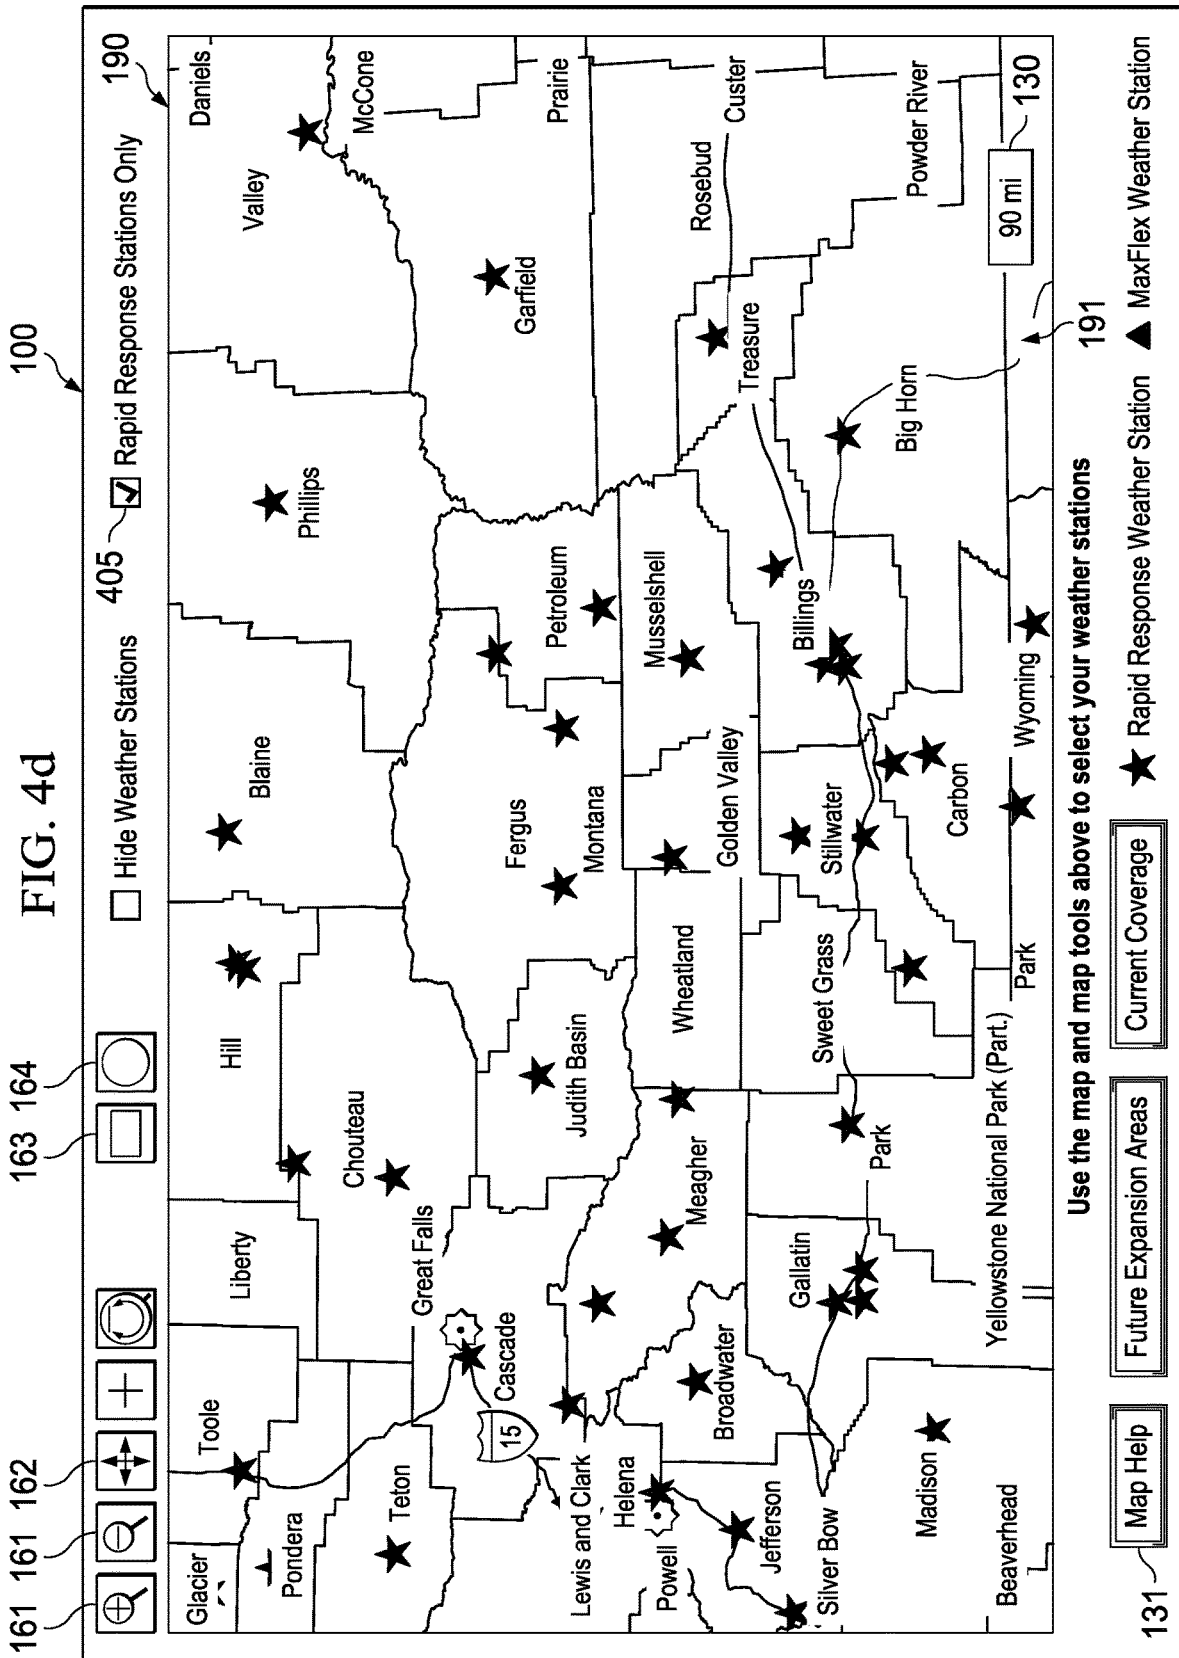 FIG. 4d
100
190
161
161
162
163
164
405
Hide Weather Stations
Rapid Response Stations Only
Glacier
Toole
Liberty
Hill
Blaine
Phillips
Valley
Daniels
Pondera
Chouteau
McCone
Teton
Great Falls
Cascade
15
Judith Basin
Fergus
Montana
Petroleum
Garfield
Prairie
Lewis and Clark
Helena
Powell
Meagher
Wheatland
Golden Valley
Musselshell
Rosebud
Custer
Broadwater
Treasure
Jefferson
Silver Bow
Gallatin
Park
Sweet Grass
Stillwater
Billings
Big Horn
Powder River
Madison
Carbon
Beaverhead
Yellowstone National Park (Part.)
Park
Wyoming
90 mi
130
191
Use the map and map tools above to select your weather stations
131
Map Help
Future Expansion Areas
Current Coverage
Rapid Response Weather Station
MaxFlex Weather Station